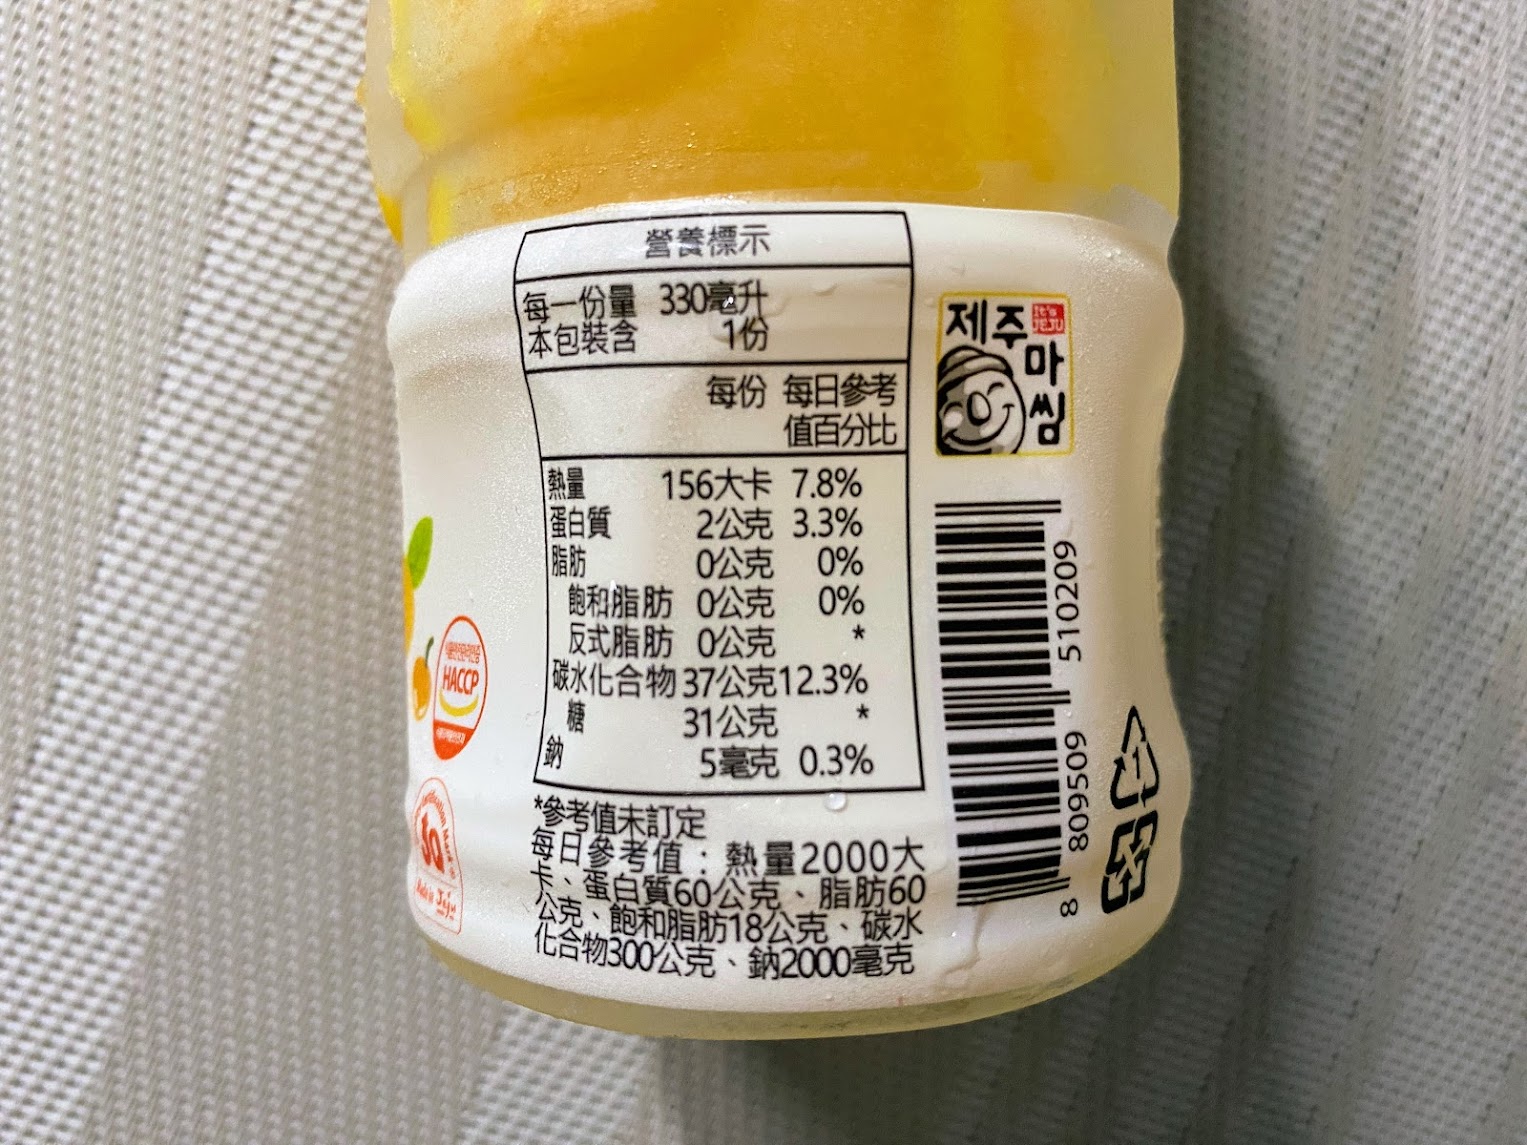 營養標示
每一份量 330毫升
本包裝含 1份
每份 每日參考
值百分比
熱量 156大卡 7.8%
蛋白質 2公克 3.3%
脂肪 0公克 0%
飽和脂肪 0公克 0%
反式脂肪 0公克 *
碳水化合物 37公克 12.3%
糖 31公克 *
鈉 5毫克 0.3%
*參考值未訂定
每日參考值：熱量2000大
卡、蛋白質60公克、脂肪60
公克、飽和脂肪18公克、碳水
化合物300公克、鈉2000毫克
제주
It's
JEJU
마
씸
8 809509 510209
1
HACCP
JQ
Made in Jeju